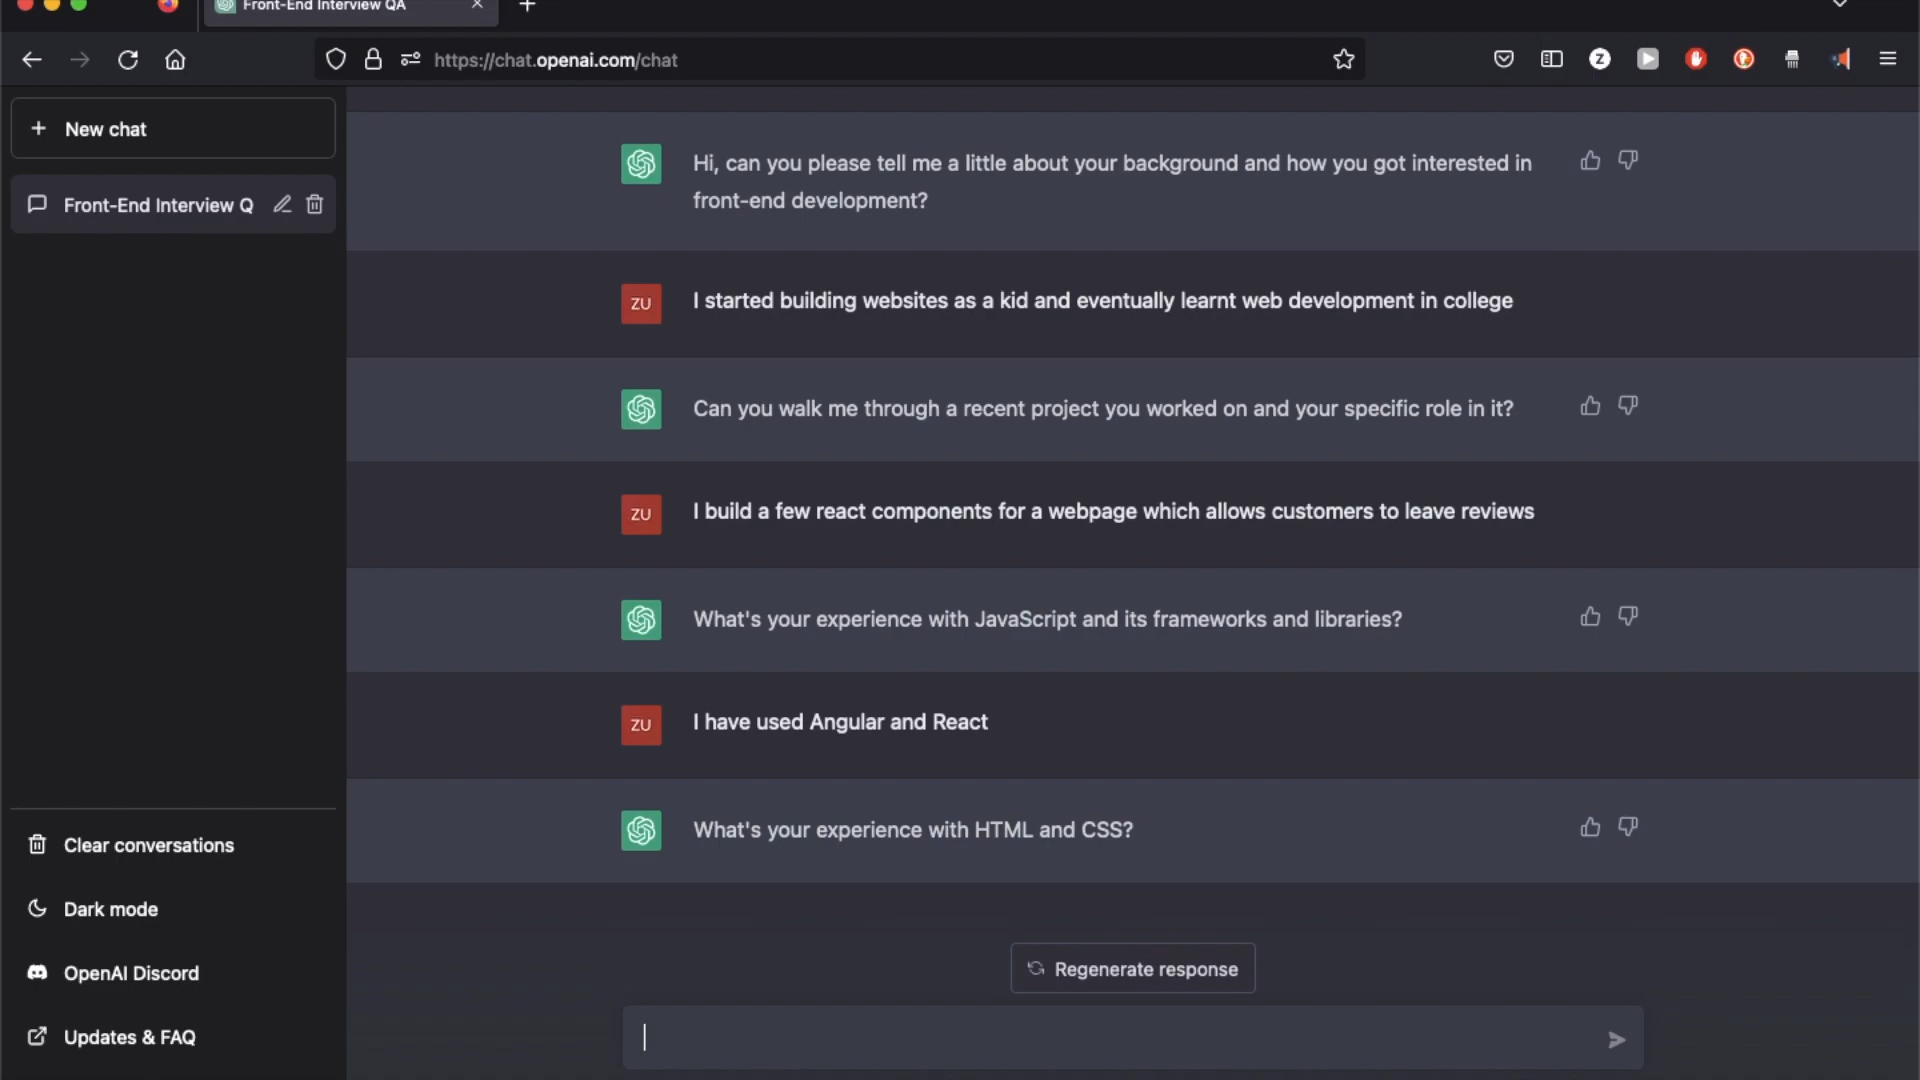 Front-End Interview QA
https://chat.openai.com/chat
Z
New chat
Front-End Interview Q
Hi, can you please tell me a little about your background and how you got interested in
front-end development?
ZU
I started building websites as a kid and eventually learnt web development in college
Can you walk me through a recent project you worked on and your specific role in it?
ZU
I build a few react components for a webpage which allows customers to leave reviews
What's your experience with JavaScript and its frameworks and libraries?
ZU
I have used Angular and React
What's your experience with HTML and CSS?
Clear conversations
Dark mode
OpenAI Discord
Updates & FAQ
Regenerate response